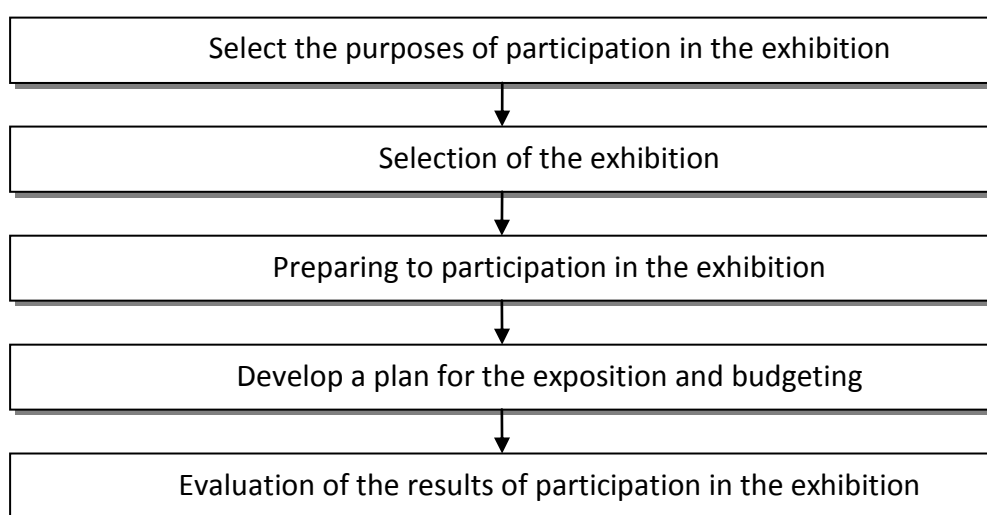 Select the purposes of participation in the exhibition
Selection of the exhibition
Preparing to participation in the exhibition
Develop a plan for the exposition and budgeting
Evaluation of the results of participation in the exhibition